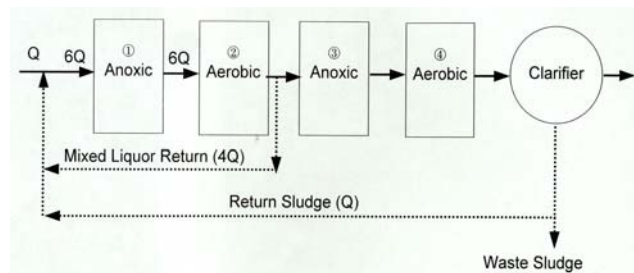 Q
6Q
① Anoxic
6Q
② Aerobic
③ Anoxic
④ Aerobic
Clarifier
Mixed Liquor Return (4Q)
Return Sludge (Q)
Waste Sludge